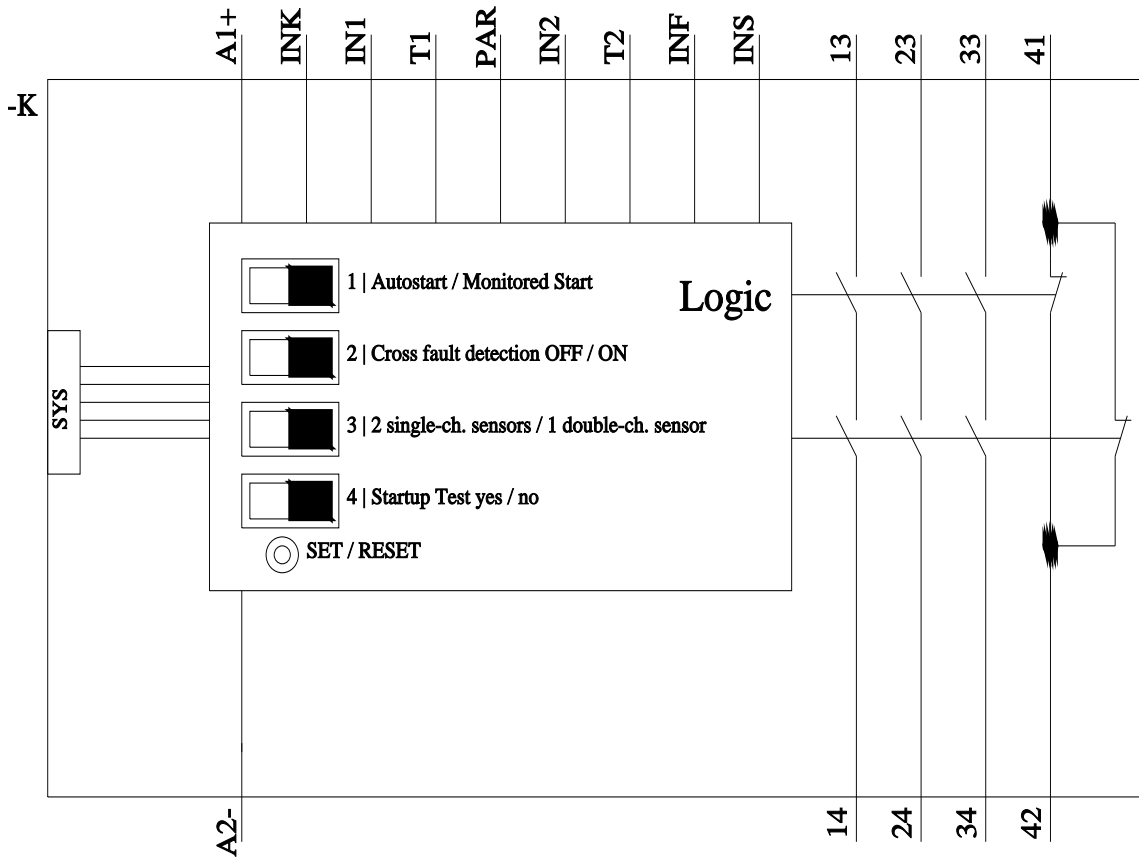 A1+
INK
IN1
T1
PAR
IN2
T2
INF
INS
13
23
33
41
-K
1 | Autostart / Monitored Start
Logic
2 | Cross fault detection OFF / ON
SYS
3 | 2 single-ch. sensors / 1 double-ch. sensor
4 | Startup Test yes / no
SET / RESET
A2-
14
24
34
42